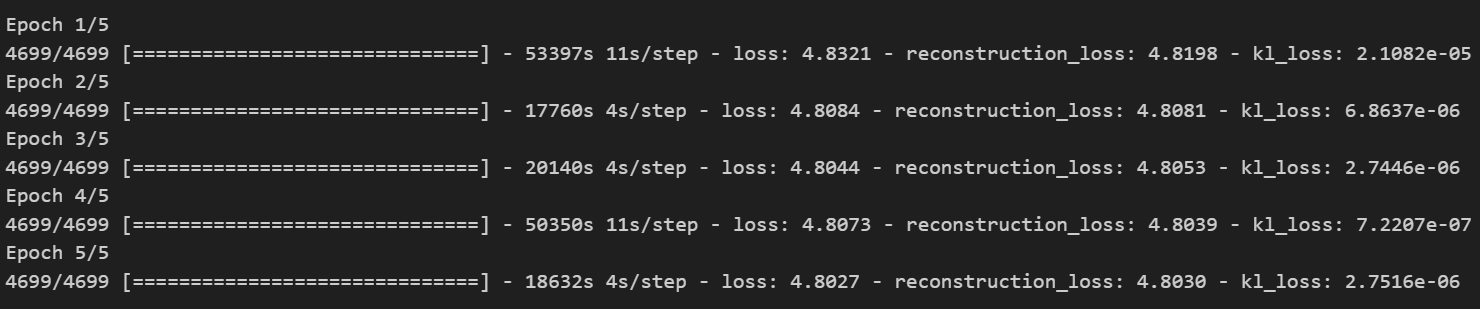 Epoch 1/5
4699/4699 [==============================] - 53397s 11s/step - loss: 4.8321 - reconstruction_loss: 4.8198 - kl_loss: 2.1082e-05
Epoch 2/5
4699/4699 [==============================] - 17760s 4s/step - loss: 4.8084 - reconstruction_loss: 4.8081 - kl_loss: 6.8637e-06
Epoch 3/5
4699/4699 [==============================] - 20140s 4s/step - loss: 4.8044 - reconstruction_loss: 4.8053 - kl_loss: 2.7446e-06
Epoch 4/5
4699/4699 [==============================] - 50350s 11s/step - loss: 4.8073 - reconstruction_loss: 4.8039 - kl_loss: 7.2207e-07
Epoch 5/5
4699/4699 [==============================] - 18632s 4s/step - loss: 4.8027 - reconstruction_loss: 4.8030 - kl_loss: 2.7516e-06